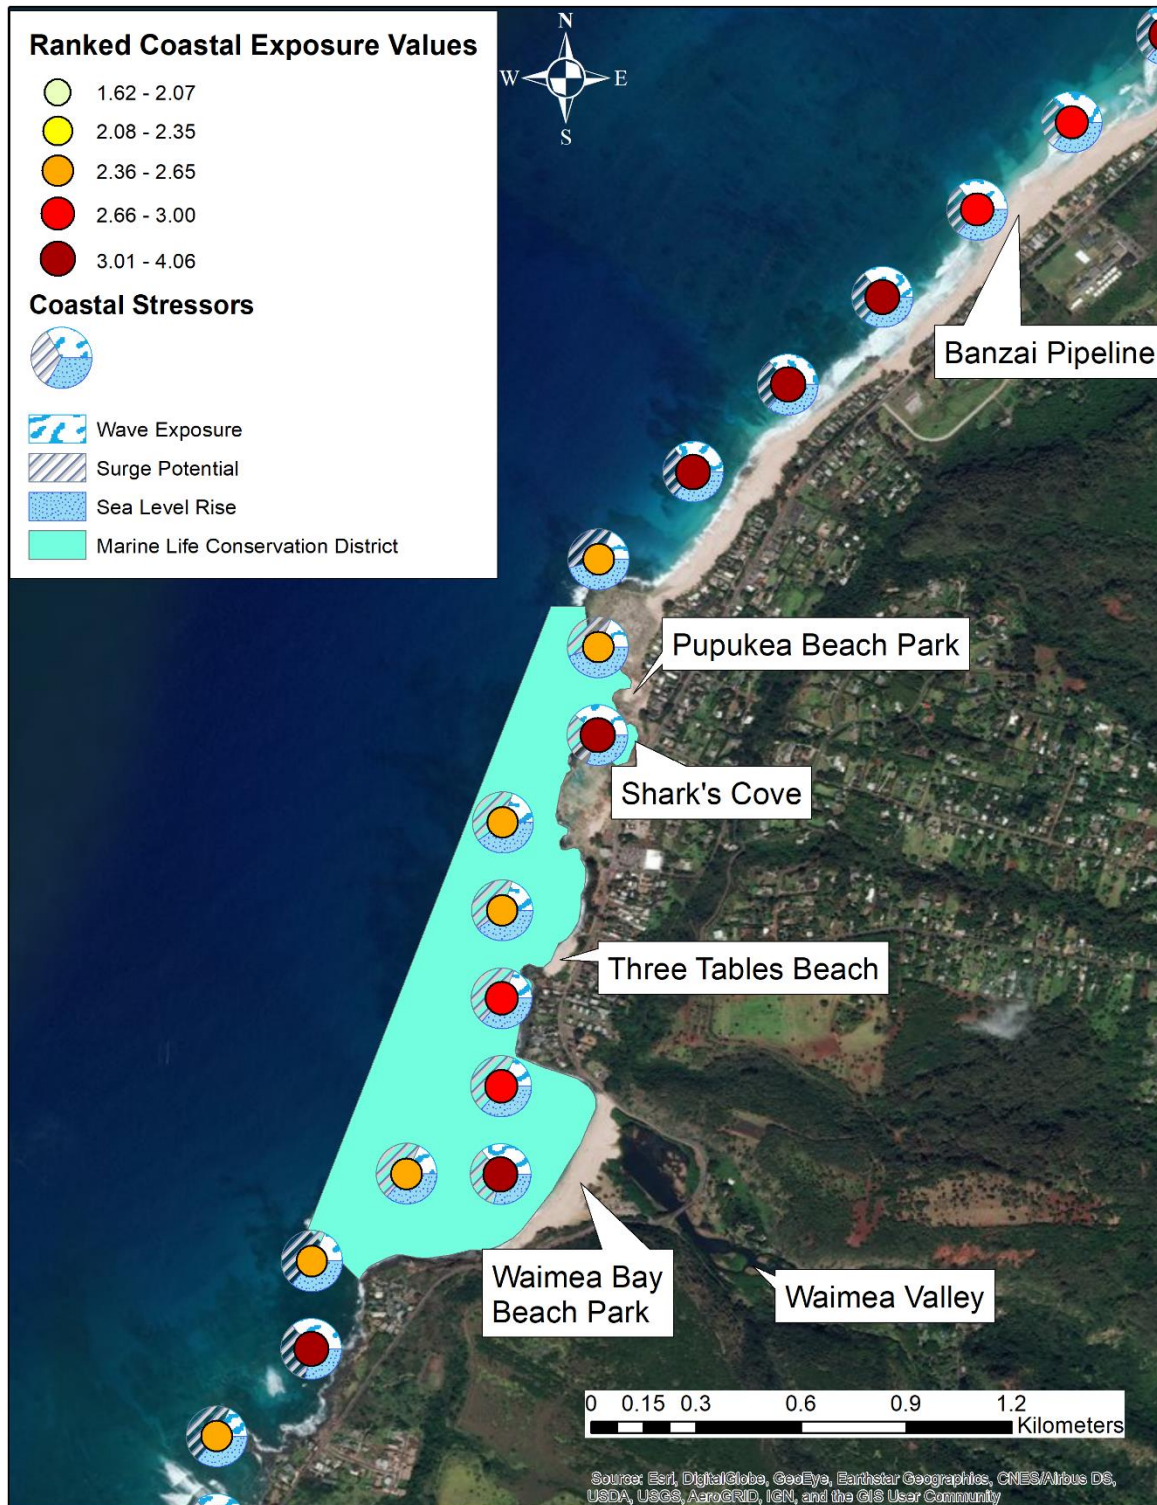 Ranked Coastal Exposure Values
1.62 - 2.07
2.08 - 2.35
2.36 - 2.65
2.66 - 3.00
3.01 - 4.06
Coastal Stressors
Wave Exposure
Surge Potential
Sea Level Rise
Marine Life Conservation District
N
W E
S
Banzai Pipeline
Pupukea Beach Park
Shark's Cove
Three Tables Beach
Waimea Bay
Beach Park
Waimea Valley
0 0.15 0.3 0.6 0.9 1.2
Kilometers
Source: Esri, DigitalGlobe, GeoEye, Earthstar Geographics, CNES/Airbus DS,
USDA, USGS, AeroGRID, IGN, and the GIS User Community